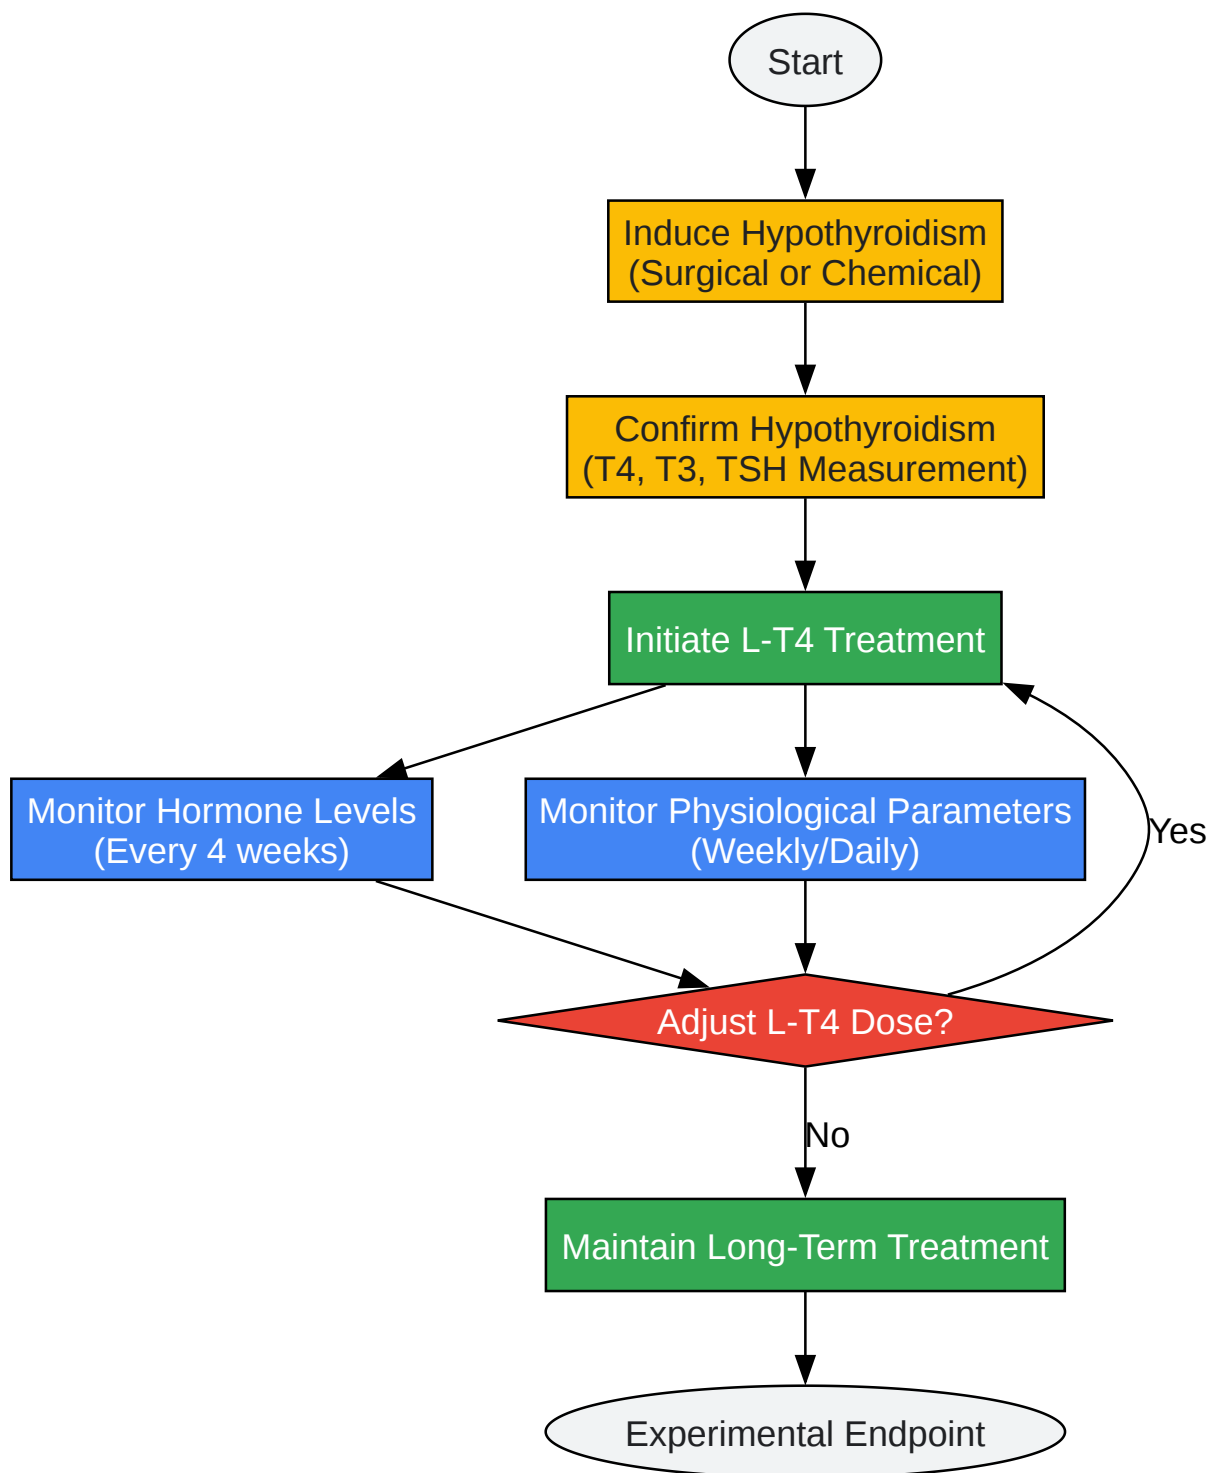 Start
Induce Hypothyroidism
(Surgical or Chemical)
Confirm Hypothyroidism
(T4, T3, TSH Measurement)
Initiate L-T4 Treatment
Monitor Hormone Levels
(Every 4 weeks)
Monitor Physiological Parameters
(Weekly/Daily)
Yes
Adjust L-T4 Dose?
No
Maintain Long-Term Treatment
Experimental Endpoint